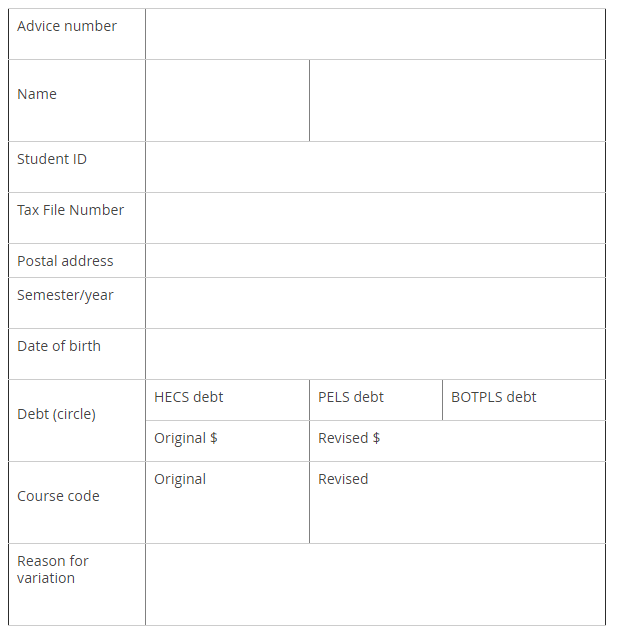 Advice number
Name
Student ID
Tax File Number
Postal address
Semester/year
Date of birth
Debt (circle)
HECS debt
PELS debt
BOTPLS debt
Original $
Revised $
Course code
Original
Revised
Reason for
variation